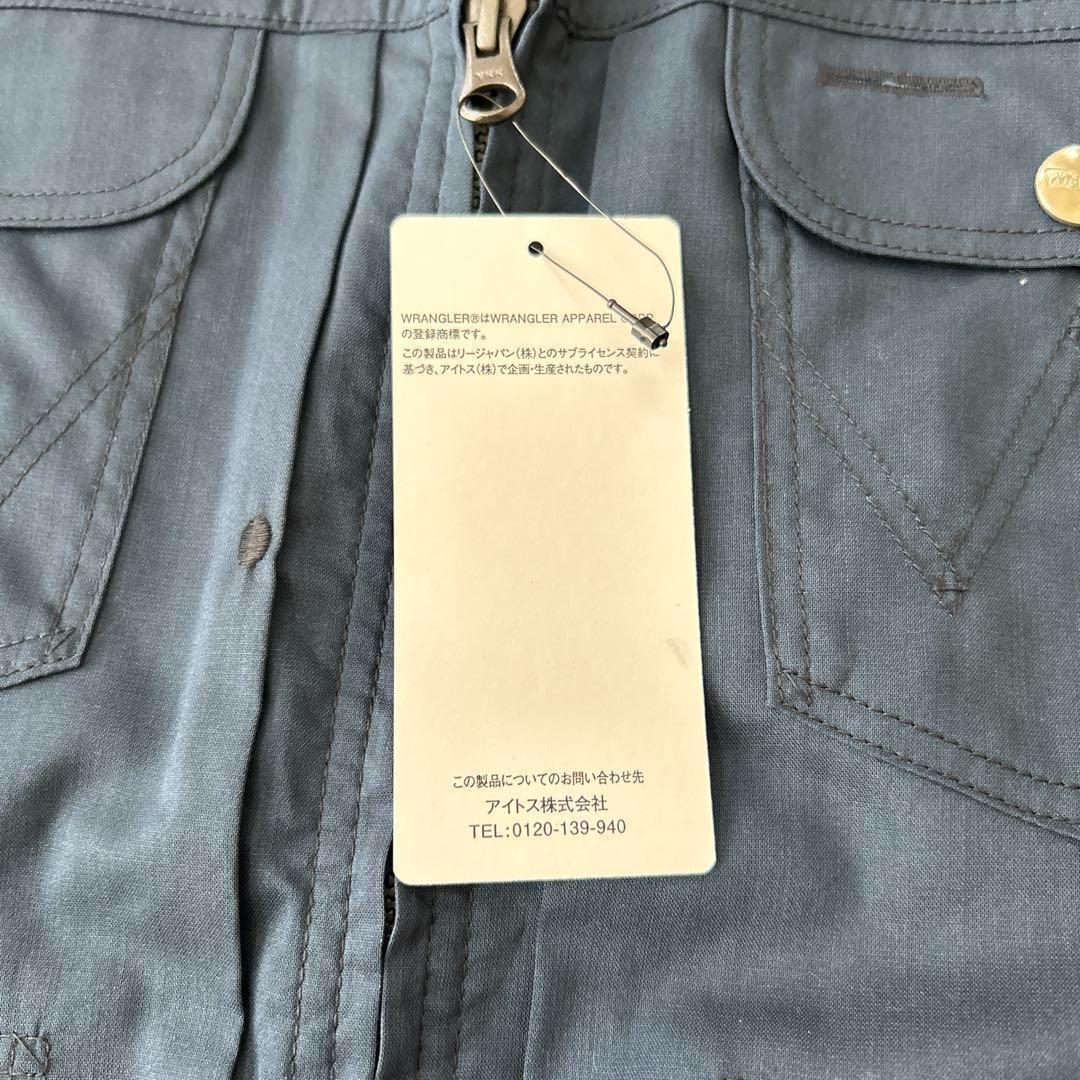 YKK
WRANGLER®はWRANGLER APPAREL CORP.
の登録商標です。
この製品はリージャパン(株)とのサブライセンス契約に
基づき、アイトス(株)で企画・生産されたものです。
この製品についてのお問い合わせ先
アイトス株式会社
TEL:0120-139-940